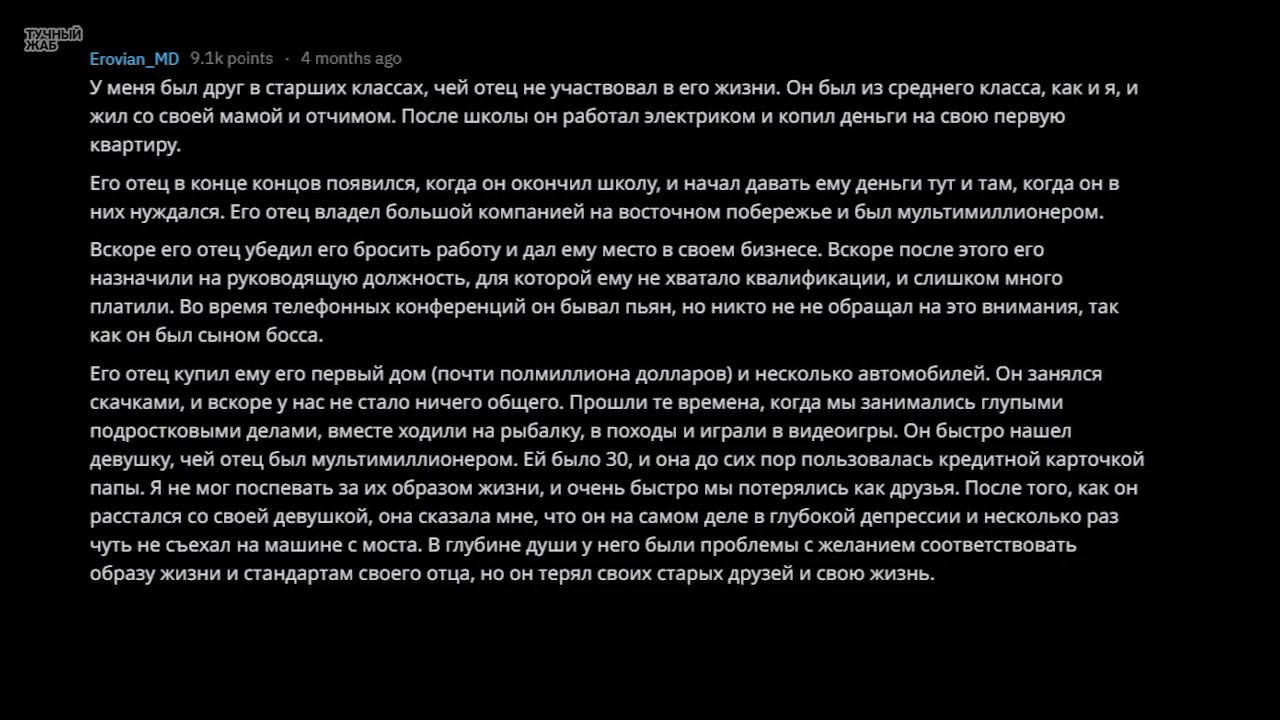 ТУЧНЫЙ
ЖАБ
Erovian_MD 9.1k points · 4 months ago
У меня был друг в старших классах, чей отец не участвовал в его жизни. Он был из среднего класса, как и я, и
жил со своей мамой и отчимом. После школы он работал электриком и копил деньги на свою первую
квартиру.
Его отец в конце концов появился, когда он окончил школу, и начал давать ему деньги тут и там, когда он в
них нуждался. Его отец владел большой компанией на восточном побережье и был мультимиллионером.
Вскоре его отец убедил его бросить работу и дал ему место в своем бизнесе. Вскоре после этого его
назначили на руководящую должность, для которой ему не хватало квалификации, и слишком много
платили. Во время телефонных конференций он бывал пьян, но никто не не обращал на это внимания, так
как он был сыном босса.
Его отец купил ему его первый дом (почти полмиллиона долларов) и несколько автомобилей. Он занялся
скачками, и вскоре у нас не стало ничего общего. Прошли те времена, когда мы занимались глупыми
подростковыми делами, вместе ходили на рыбалку, в походы и играли в видеоигры. Он быстро нашел
девушку, чей отец был мультимиллионером. Ей было 30, и она до сих пор пользовалась кредитной карточкой
папы. Я не мог поспевать за их образом жизни, и очень быстро мы потерялись как друзья. После того, как он
расстался со своей девушкой, она сказала мне, что он на самом деле в глубокой депрессии и несколько раз
чуть не съехал на машине с моста. В глубине души у него были проблемы с желанием соответствовать
образу жизни и стандартам своего отца, но он терял своих старых друзей и свою жизнь.